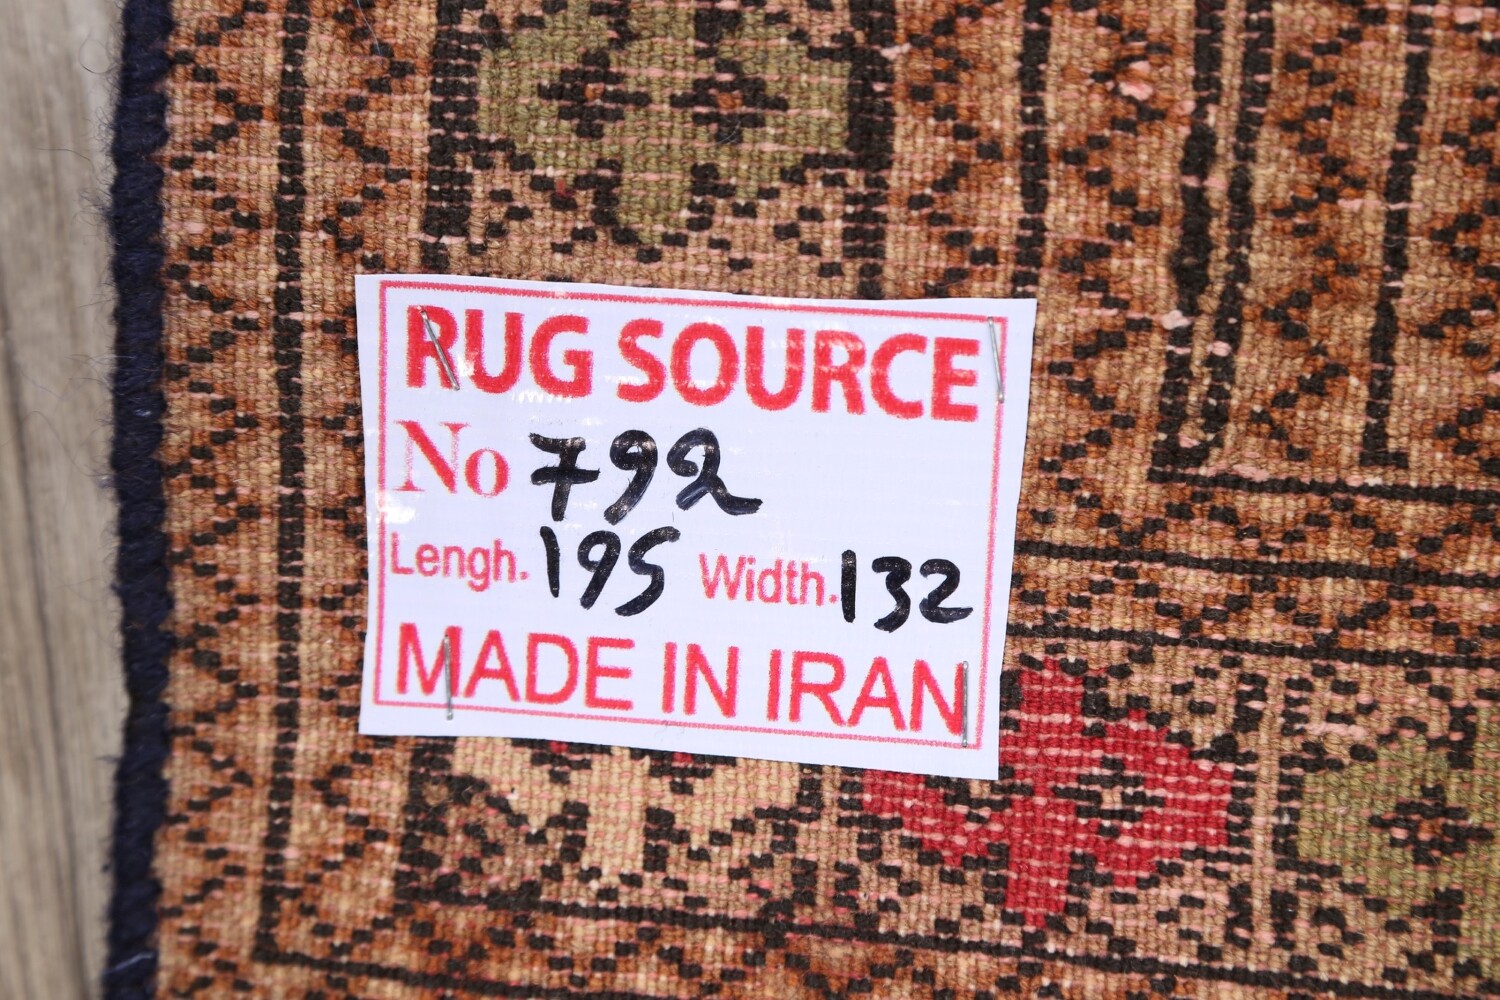 RUG SOURCE
No 792
Lengh. 195 Width. 132
MADE IN IRAN